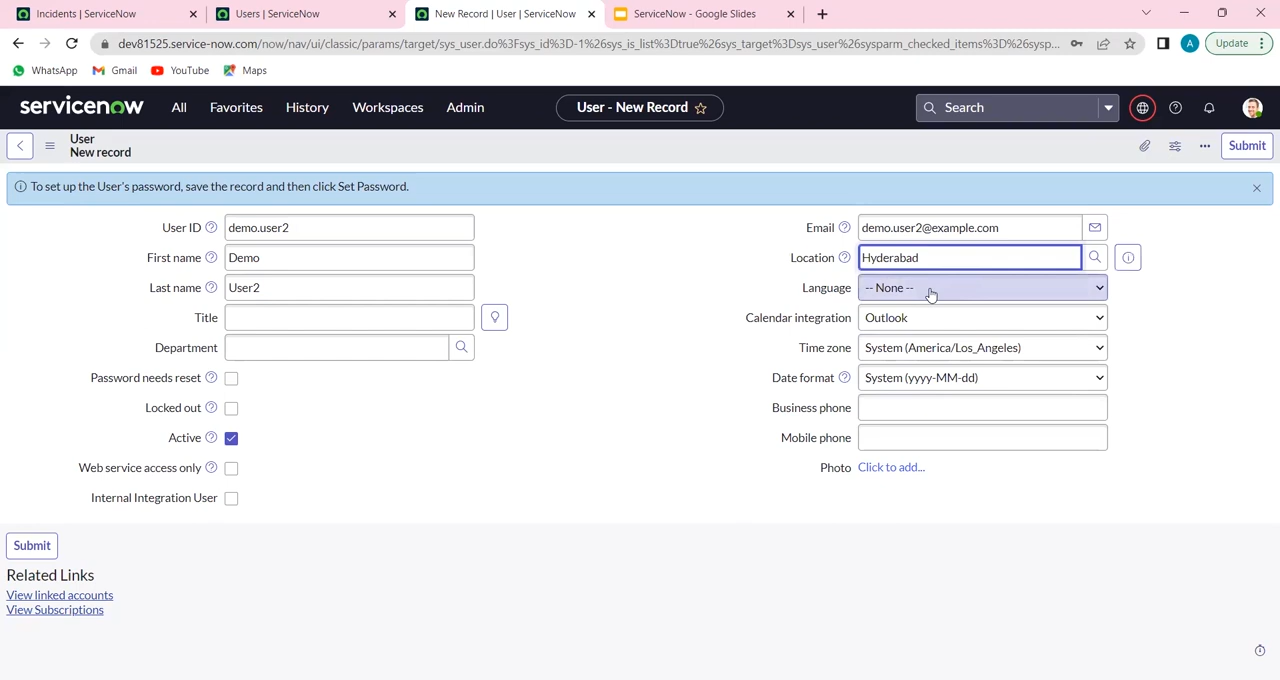 Incidents | ServiceNow
Users | ServiceNow
New Record | User | ServiceNow
ServiceNow - Google Slides
dev81525.service-now.com/now/nav/ui/classic/params/target/sys_user.do%3Fsys_id%3D-1%26sys_is_list%3Dtrue%26sys_target%3Dsys_user%26sysparm_checked_items%3D%26sysp...
A
Update
WhatsApp
Gmail
YouTube
Maps
servicenow
All
Favorites
History
Workspaces
Admin
User - New Record
Search
User
New record
Submit
To set up the User's password, save the record and then click Set Password.
User ID
demo.user2
First name
Demo
Last name
User2
Title
Department
Password needs reset
Locked out
Active
Web service access only
Internal Integration User
Email
demo.user2@example.com
Location
Hyderabad
Language
-- None --
Calendar integration
Outlook
Time zone
System (America/Los_Angeles)
Date format
System (yyyy-MM-dd)
Business phone
Mobile phone
Photo
Click to add...
Submit
Related Links
View linked accounts
View Subscriptions